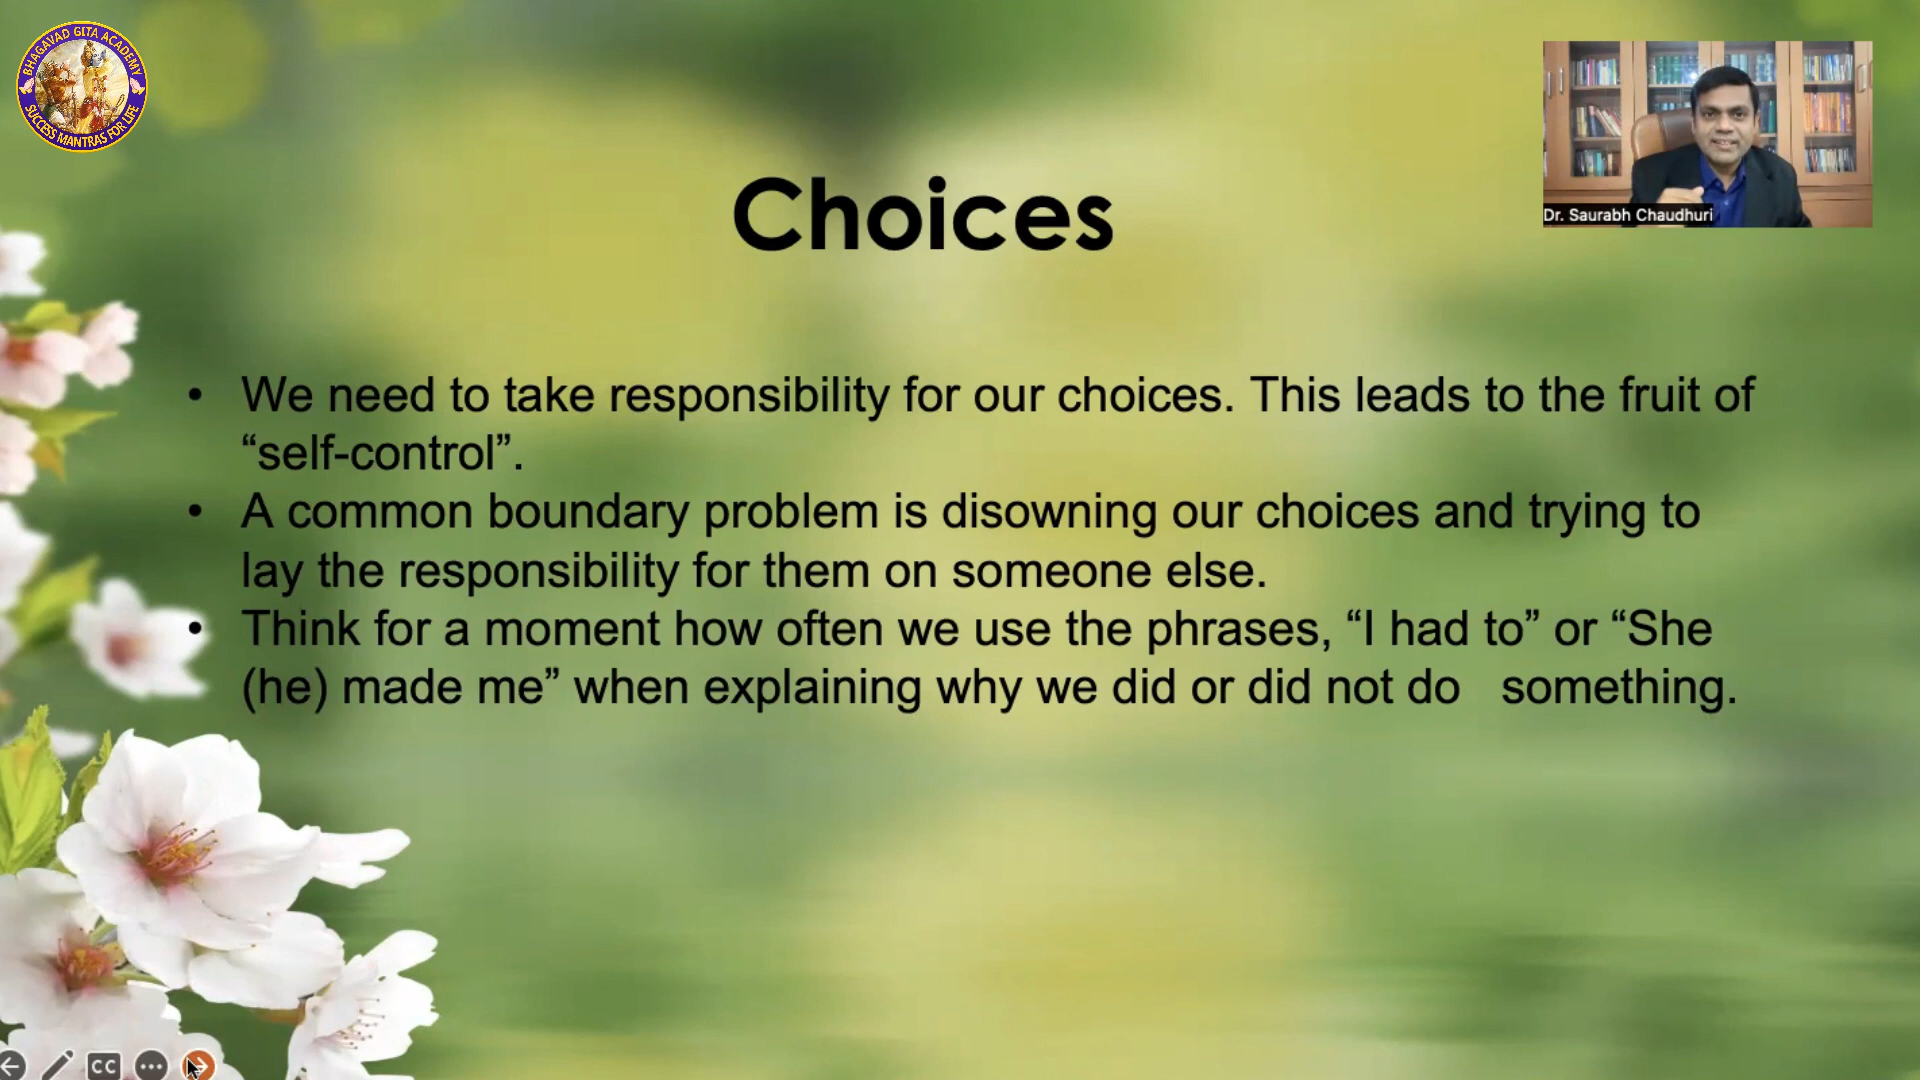 BHAGAVAD GITA ACADEMY
SUCCESS MANTRAS FOR LIFE
Dr. Saurabh Chaudhuri
Choices
• We need to take responsibility for our choices. This leads to the fruit of
“self-control”.
• A common boundary problem is disowning our choices and trying to
lay the responsibility for them on someone else.
• Think for a moment how often we use the phrases, “I had to” or “She
(he) made me” when explaining why we did or did not do   something.
CC